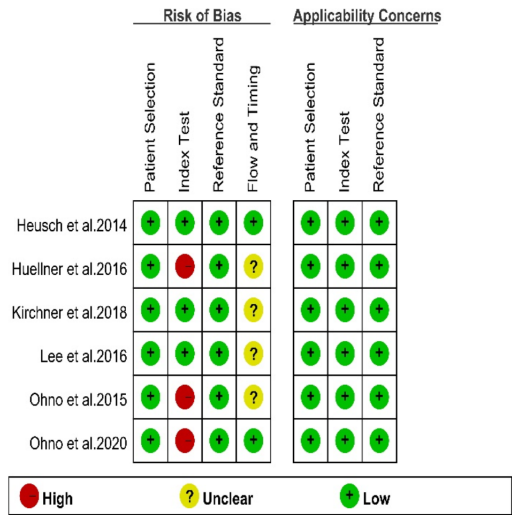 Risk of Bias Applicability Concerns
Patient Selection Index Test Reference Standard Flow and Timing Patient Selection Index Test Reference Standard
Heusch et al.2014 + + + + + + +
Huellner et al.2016 + - + ? + + +
Kirchner et al.2018 + + + ? + + +
Lee et al.2016 + + + ? + + +
Ohno et al.2015 + - + ? + + +
Ohno et al.2020 + - + + + + +
- High ? Unclear + Low